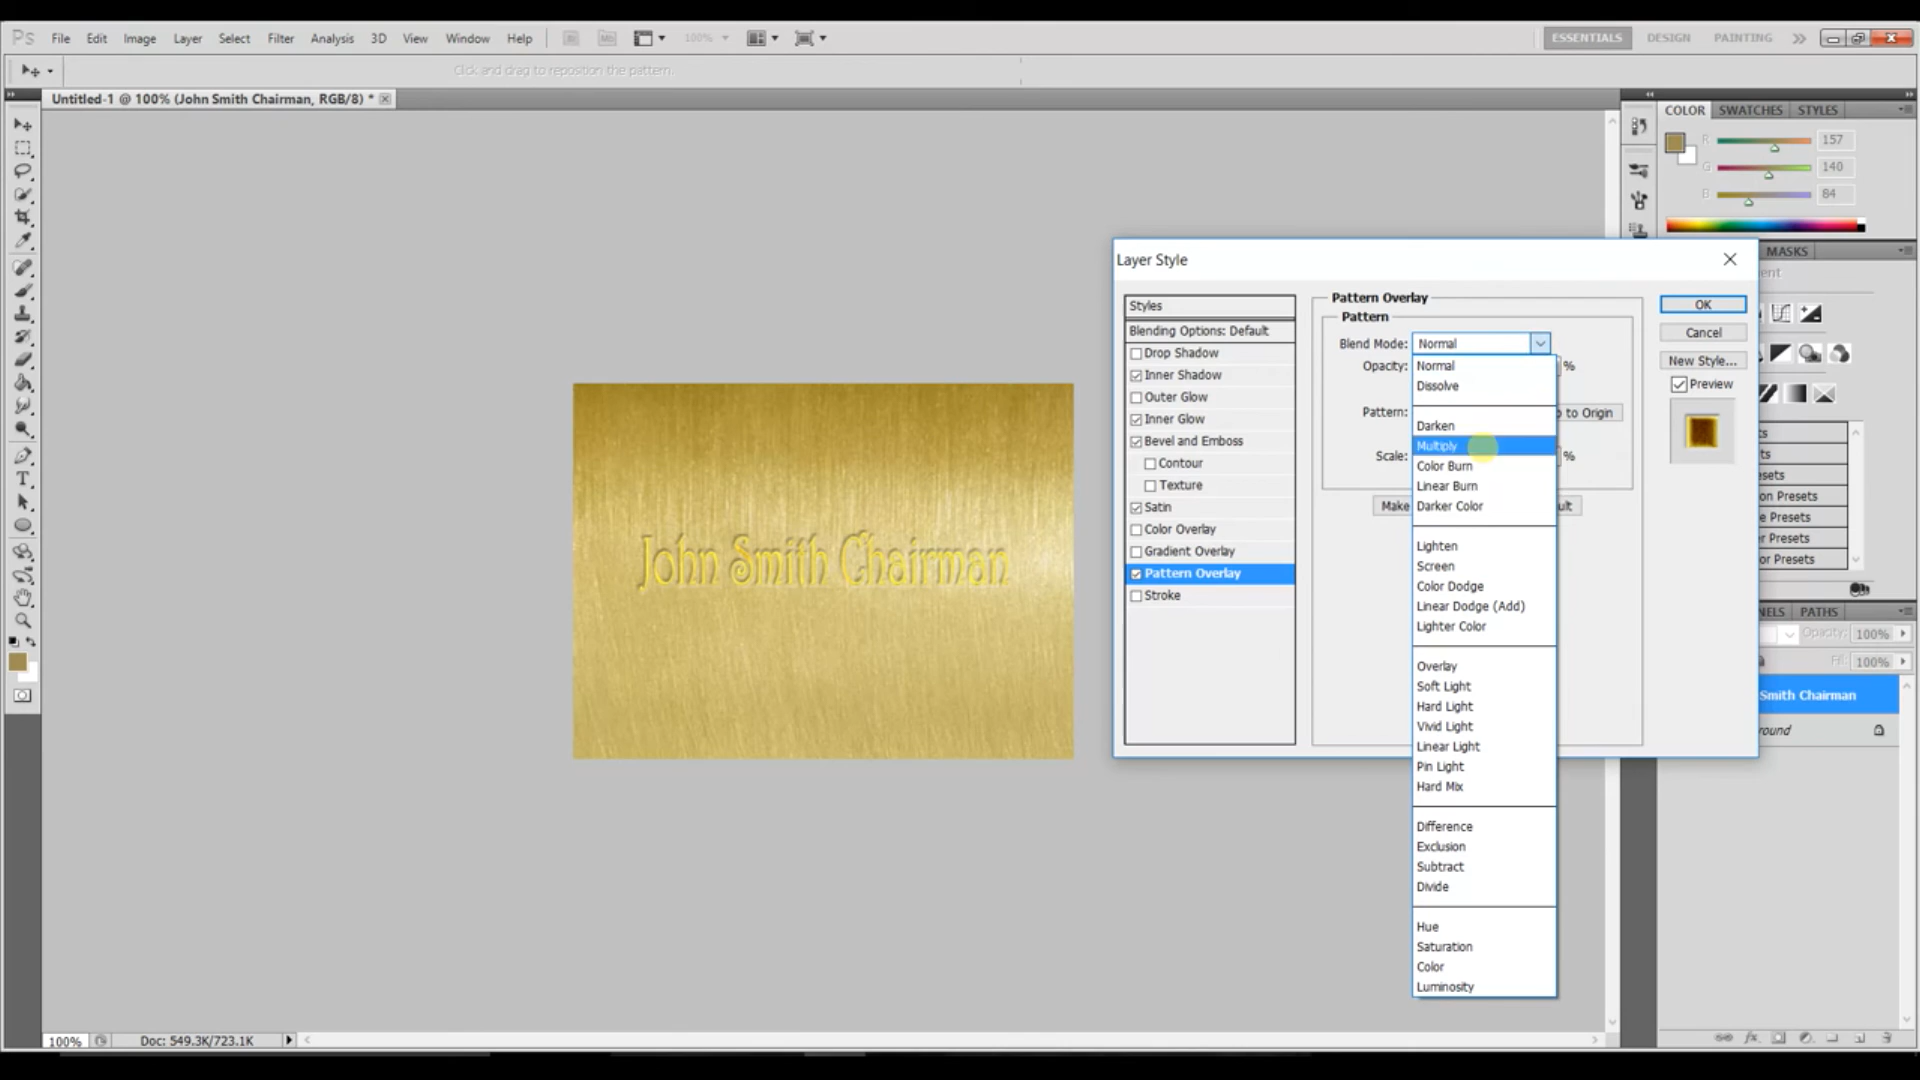 Ps File Edit Image Layer Select Filter Analysis 3D View Window Help Br Mb 100% ESSENTIALS DESIGN PAINTING
Click and drag to reposition the pattern.
Untitled-1 @ 100% (John Smith Chairman, RGB/8) *
COLOR SWATCHES STYLES
R 157
G 140
B 84
MASKS
Layer Style
Styles
Blending Options: Default
Drop Shadow
Inner Shadow
Outer Glow
Inner Glow
Bevel and Emboss
Contour
Texture
Satin
Color Overlay
Gradient Overlay
Pattern Overlay
Stroke
Pattern Overlay
Pattern
Blend Mode: Normal
Opacity: %
Pattern: to Origin
Scale: %
Make
Normal
Dissolve
Darken
Multiply
Color Burn
Linear Burn
Darker Color
Lighten
Screen
Color Dodge
Linear Dodge (Add)
Lighter Color
Overlay
Soft Light
Hard Light
Vivid Light
Linear Light
Pin Light
Hard Mix
Difference
Exclusion
Subtract
Divide
Hue
Saturation
Color
Luminosity
OK
Cancel
New Style...
Preview
John Smith Chairman
Presets
Presets
Presets
Presets
PATHS
Opacity: 100%
Fill: 100%
Smith Chairman
100% Doc: 549.3K/723.1K